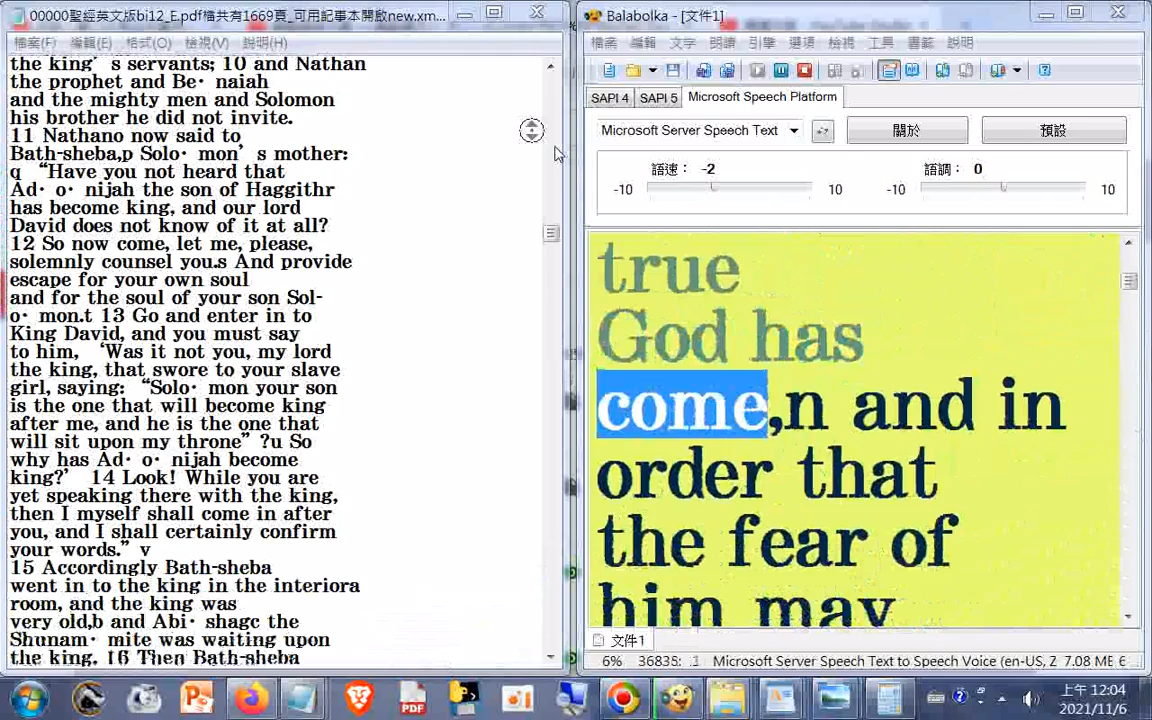 00000聖經英文版bi12_E.pdf檔共有1669頁_可用記事本開啟new.xm...
檔案(F) 編輯(E) 格式(O) 檢視(V) 說明(H)
the king's servants; 10 and Nathan
the prophet and Be· naiah
and the mighty men and Solomon
his brother he did not invite.
11 Nathano now said to
Bath-sheba,p Solo· mon's mother:
q “Have you not heard that
Ad· o· nijah the son of Haggithr
has become king, and our lord
David does not know of it at all?
12 So now come, let me, please,
solemnly counsel you.s And provide
escape for your own soul
and for the soul of your son Sol-
o· mon.t 13 Go and enter in to
King David, and you must say
to him, ‘Was it not you, my lord
the king, that swore to your slave
girl, saying: “Solo· mon your son
is the one that will become king
after me, and he is the one that
will sit upon my throne”?u So
why has Ad· o· nijah become
king?’ 14 Look! While you are
yet speaking there with the king,
then I myself shall come in after
you, and I shall certainly confirm
your words.” v
15 Accordingly Bath-sheba
went in to the king in the interiora
room, and the king was
very old,b and Abi· shagc the
Shunam· mite was waiting upon
the king. 16 Then Bath-sheba
Balabolka - [文件1]
檔案 編輯 文字 朗讀 引擎 選項 檢視 工具 書籤 說明
SAPI 4 SAPI 5 Microsoft Speech Platform
Microsoft Server Speech Text 關於 預設
語速： -2 語調： 0
-10 10 -10 10
true
God has
come,n and in
order that
the fear of
him may
文件1
6% 36835: 1 Microsoft Server Speech Text to Speech Voice (en-US, Z 7.08 MB 6
PDF
上午 12:04
2021/11/6